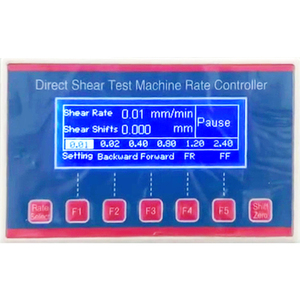 Direct Shear Test Machine Rate Controller
Shear Rate 0.01 mm/min
Pause
Shear Shifts 0.000 mm
0.01 0.02 0.40 0.80 1.20 2.40
Setting Backward Forward FR FF
Rate Select F1 F2 F3 F4 F5 Shift Zero